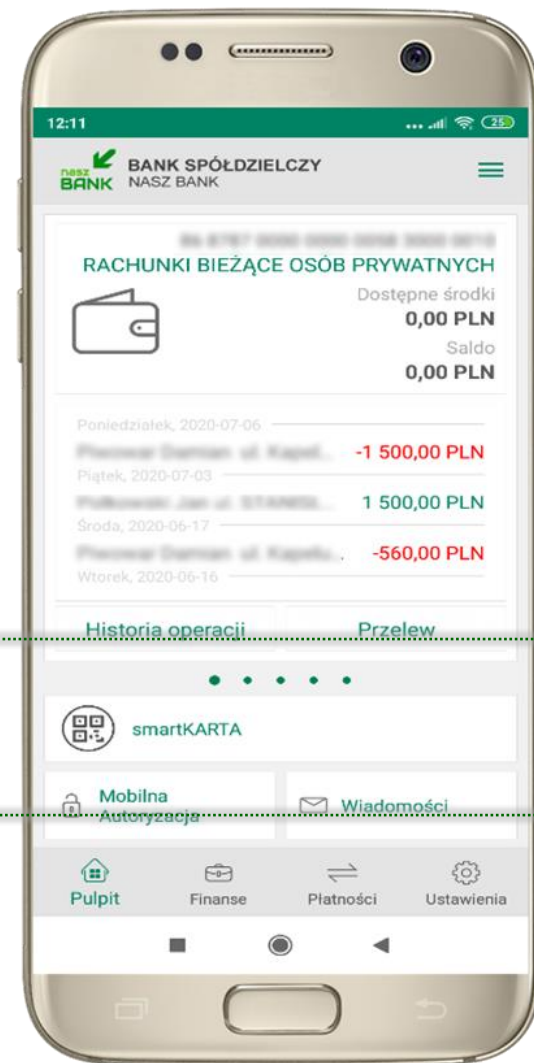 12:11
25
nasz BANK
BANK SPÓŁDZIELCZY
NASZ BANK
RACHUNKI BIEŻĄCE OSÓB PRYWATNYCH
Dostępne środki
0,00 PLN
Saldo
0,00 PLN
Poniedziałek, 2020-07-06
-1 500,00 PLN
Piątek, 2020-07-03
1 500,00 PLN
Środa, 2020-06-17
-560,00 PLN
Wtorek, 2020-06-16
Historia operacji Przelew
smartKARTA
Mobilna Autoryzacja
Wiadomości
Pulpit Finanse Płatności Ustawienia